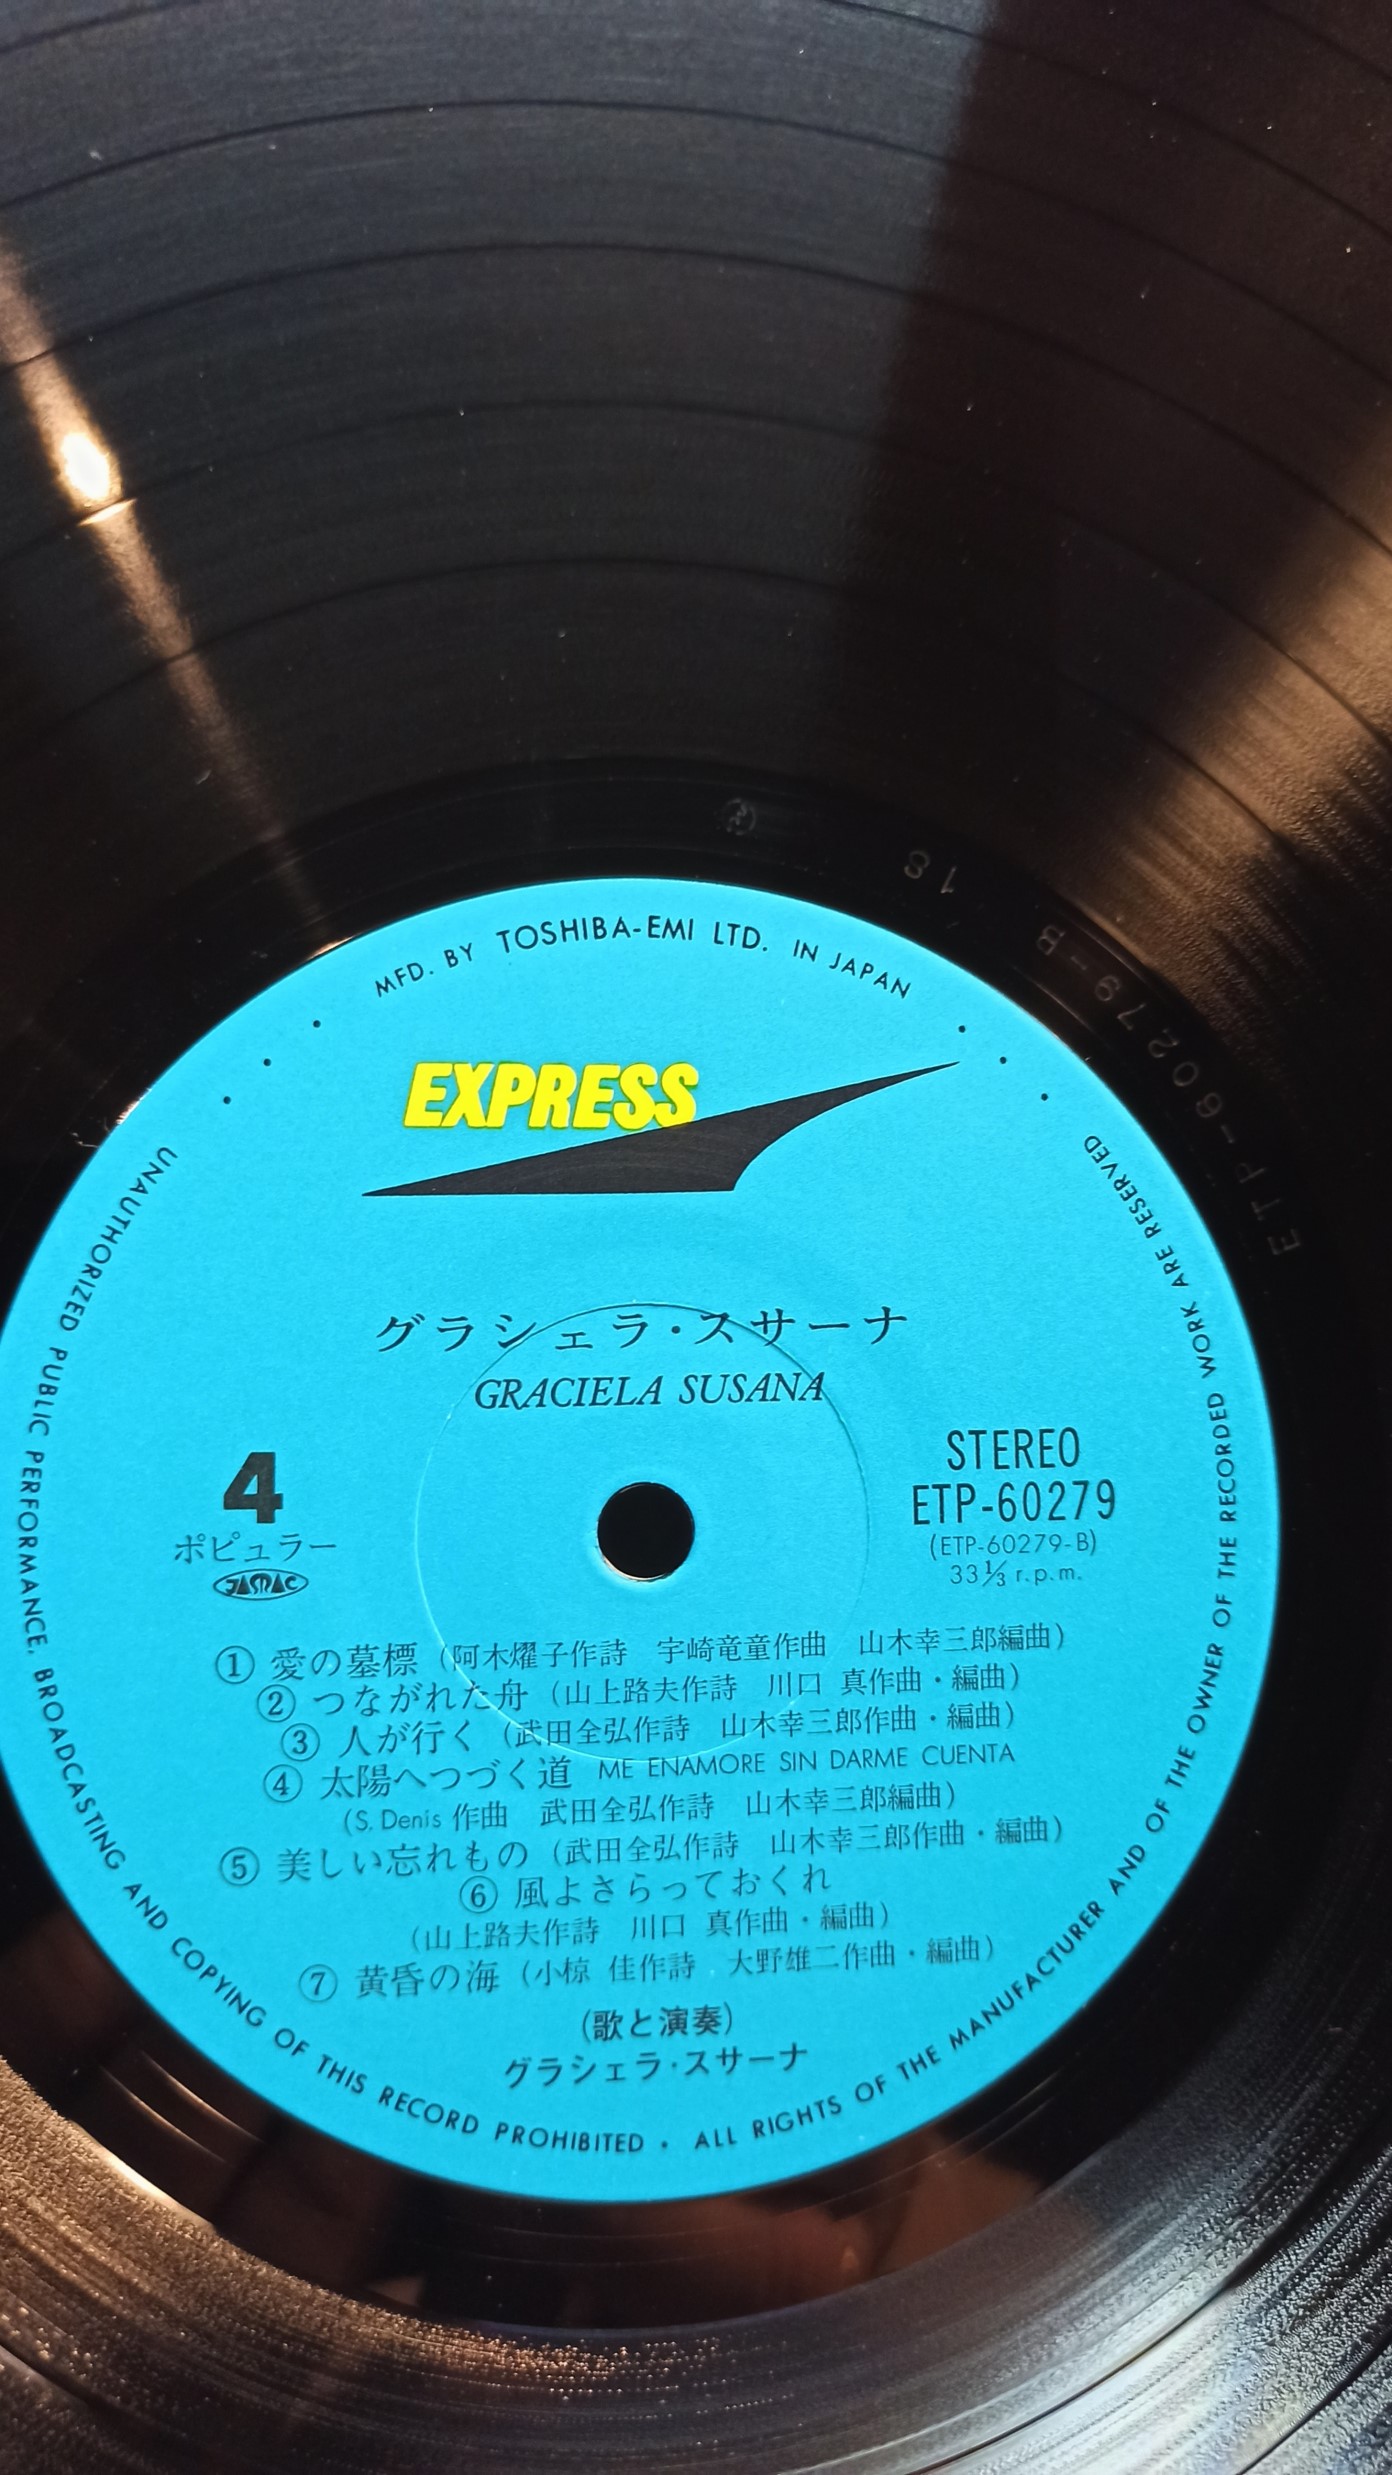 MFD. BY TOSHIBA-EMI LTD. IN JAPAN
EXPRESS
グラシェラ・スサーナ
GRACIELA SUSANA
4
ポピュラー
JASRAC
STEREO
ETP-60279
(ETP-60279-B)
33⅓ r.p.m.
① 愛の墓標 (阿木燿子作詩 宇崎竜童作曲 山木幸三郎編曲)
② つながれた舟 (山上路夫作詩 川口 真作曲・編曲)
③ 人が行く (武田全弘作詩 山木幸三郎作曲・編曲)
④ 太陽へつづく道 ME ENAMORE SIN DARME CUENTA
(S. Denis 作曲 武田全弘作詩 山木幸三郎編曲)
⑤ 美しい忘れもの (武田全弘作詩 山木幸三郎作曲・編曲)
⑥ 風よさらっておくれ
(山上路夫作詩 川口 真作曲・編曲)
⑦ 黄昏の海 (小椋 佳作詩 大野雄二作曲・編曲)
(歌と演奏)
グラシェラ・スサーナ
UNAUTHORIZED PUBLIC PERFORMANCE, BROADCASTING AND COPYING OF THIS RECORD PROHIBITED • ALL RIGHTS OF THE MANUFACTURER AND OF THE OWNER OF THE RECORDED WORK ARE RESERVED
ETP-60279-B 18